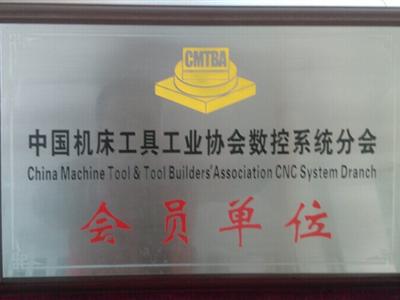 CMTBA
中国机床工具工业协会数控系统分会
China Machine Tool & Tool Builders'Association CNC System Dranch
会员单位